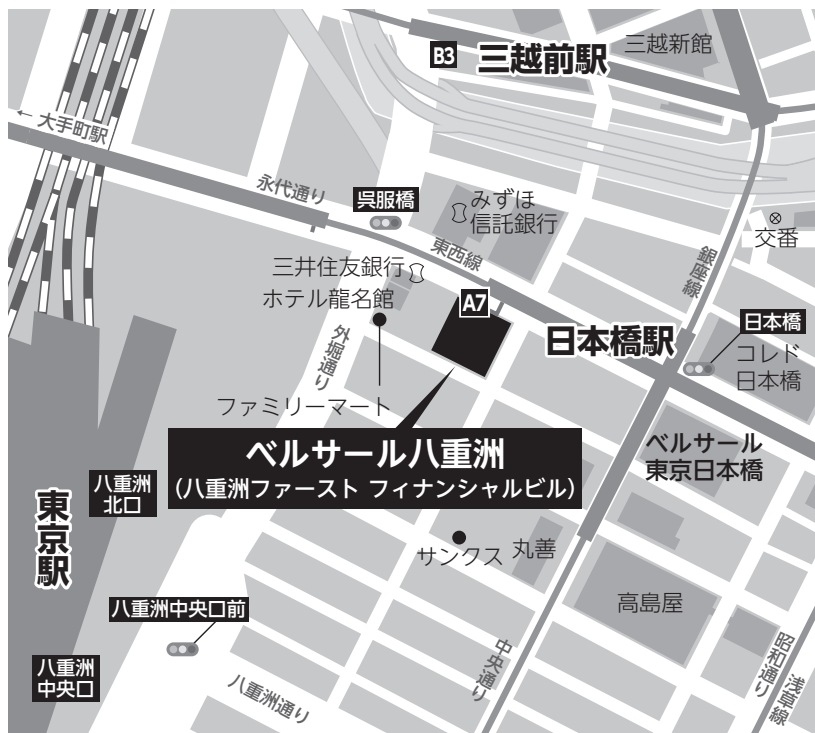 B3
三越前駅
三越新館
← 大手町駅
永代通り
呉服橋
みずほ
信託銀行
交番
東西線
銀座線
三井住友銀行
ホテル龍名館
A7
日本橋駅
日本橋
コレド
日本橋
外堀通り
ファミリーマート
ベルサール八重洲
(八重洲ファースト フィナンシャルビル)
ベルサール
東京日本橋
八重洲
北口
東京駅
サンクス
丸善
高島屋
八重洲中央口前
八重洲
中央口
八重洲通り
中央通り
昭和通り
浅草線